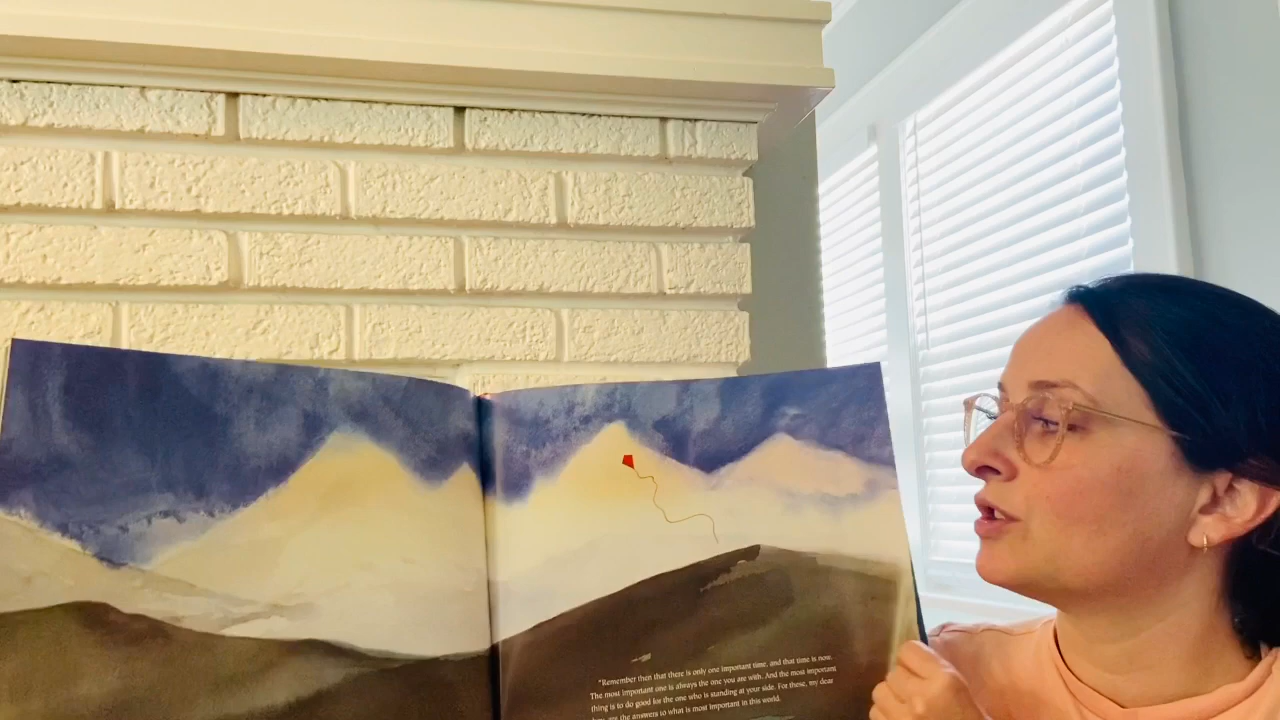 "Remember then that there is only one important time, and that time is now.
The most important one is always the one you are with. And the most important
thing is to do good for the one who is standing at your side. For these, my dear
are the answers to what is most important in this world.